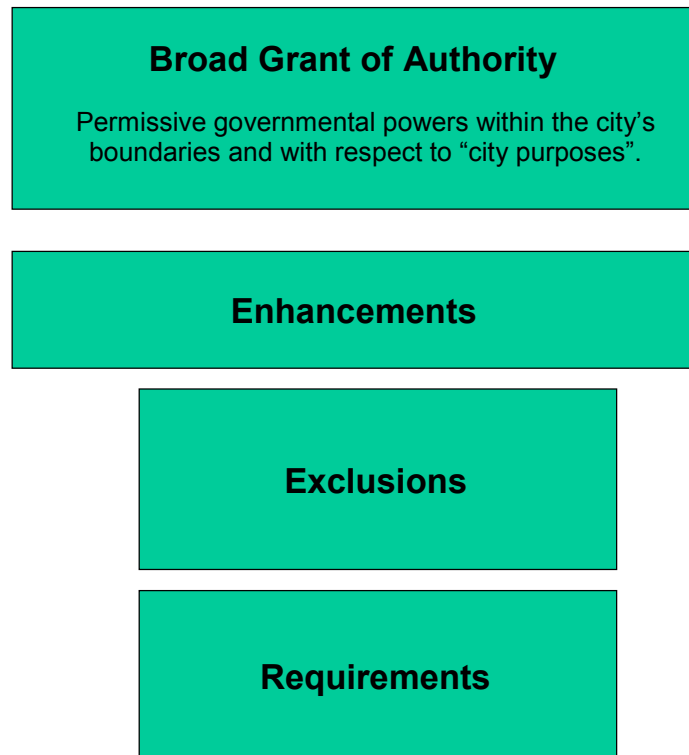 Broad Grant of Authority
Permissive governmental powers within the city’s
boundaries and with respect to “city purposes”.
Enhancements
Exclusions
Requirements